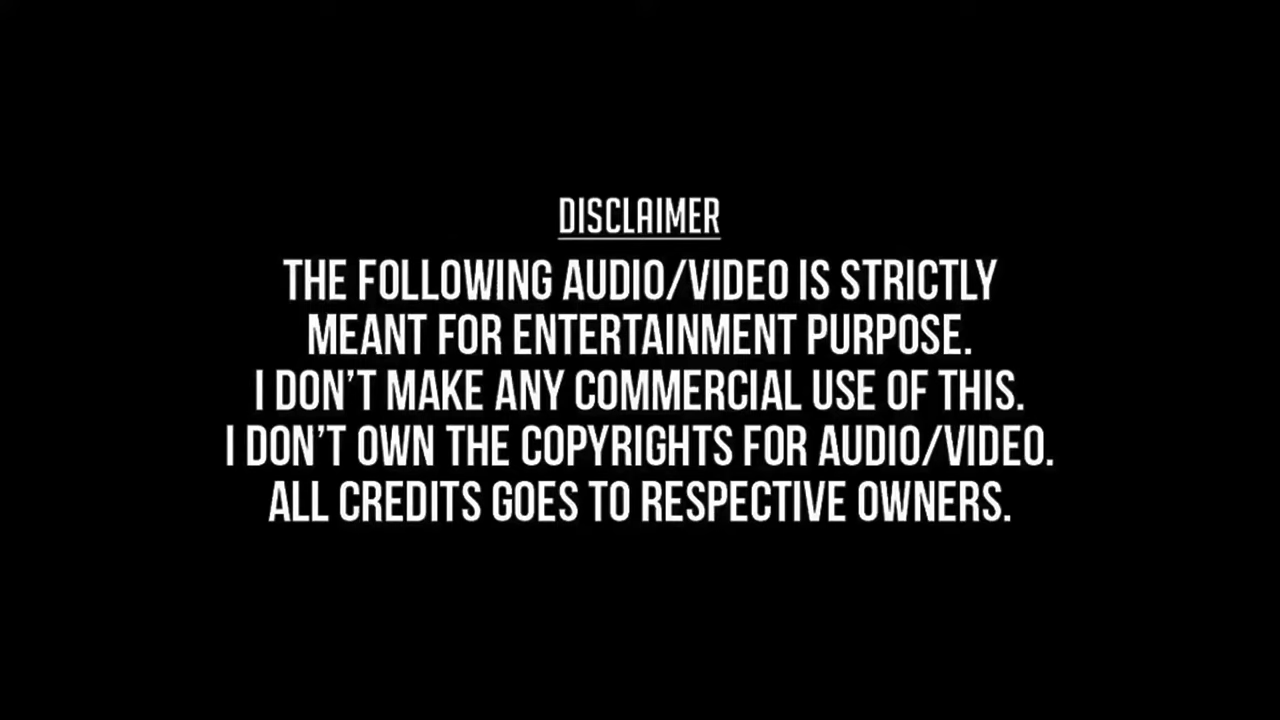 DISCLAIMER
THE FOLLOWING AUDIO/VIDEO IS STRICTLY
MEANT FOR ENTERTAINMENT PURPOSE.
I DON'T MAKE ANY COMMERCIAL USE OF THIS.
I DON'T OWN THE COPYRIGHTS FOR AUDIO/VIDEO.
ALL CREDITS GOES TO RESPECTIVE OWNERS.